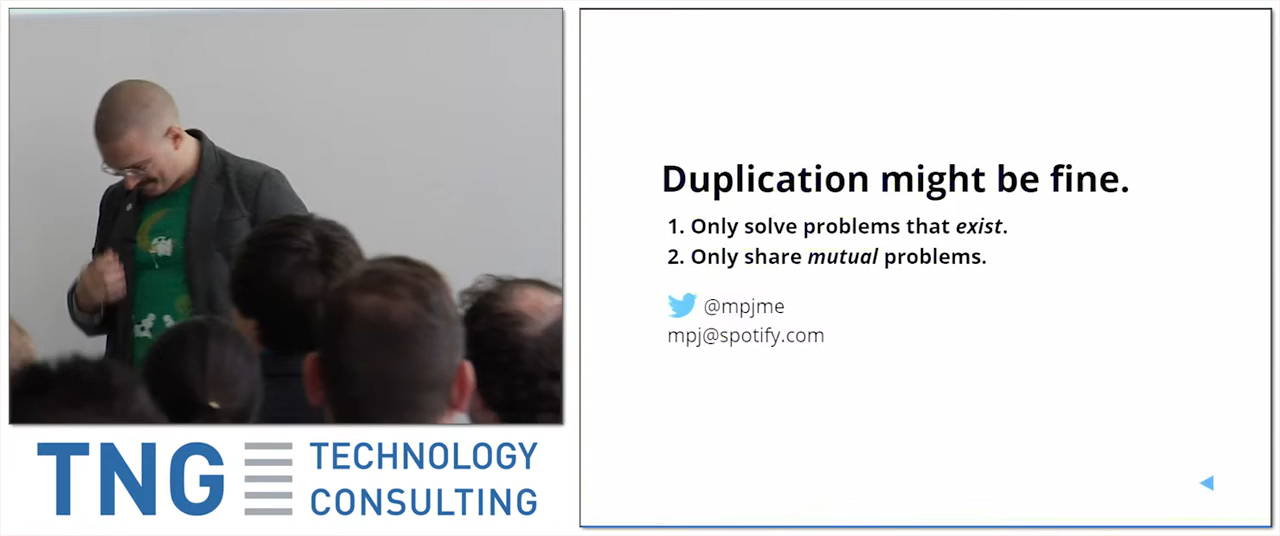 Duplication might be fine.
1. Only solve problems that exist.
2. Only share mutual problems.
@mpjme
mpj@spotify.com
TNG TECHNOLOGY
CONSULTING